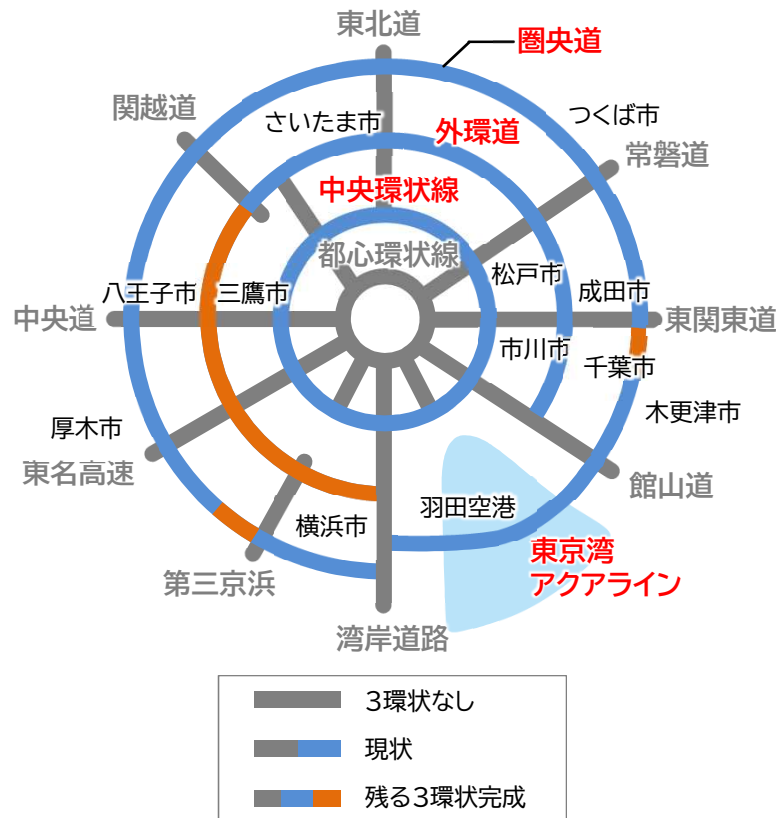 東北道
圏央道
関越道
さいたま市
外環道
つくば市
常磐道
中央環状線
都心環状線
松戸市
八王子市
三鷹市
成田市
中央道
東関東道
市川市
千葉市
木更津市
厚木市
東名高速
館山道
羽田空港
横浜市
東京湾
アクアライン
第三京浜
湾岸道路
3環状なし
現状
残る3環状完成